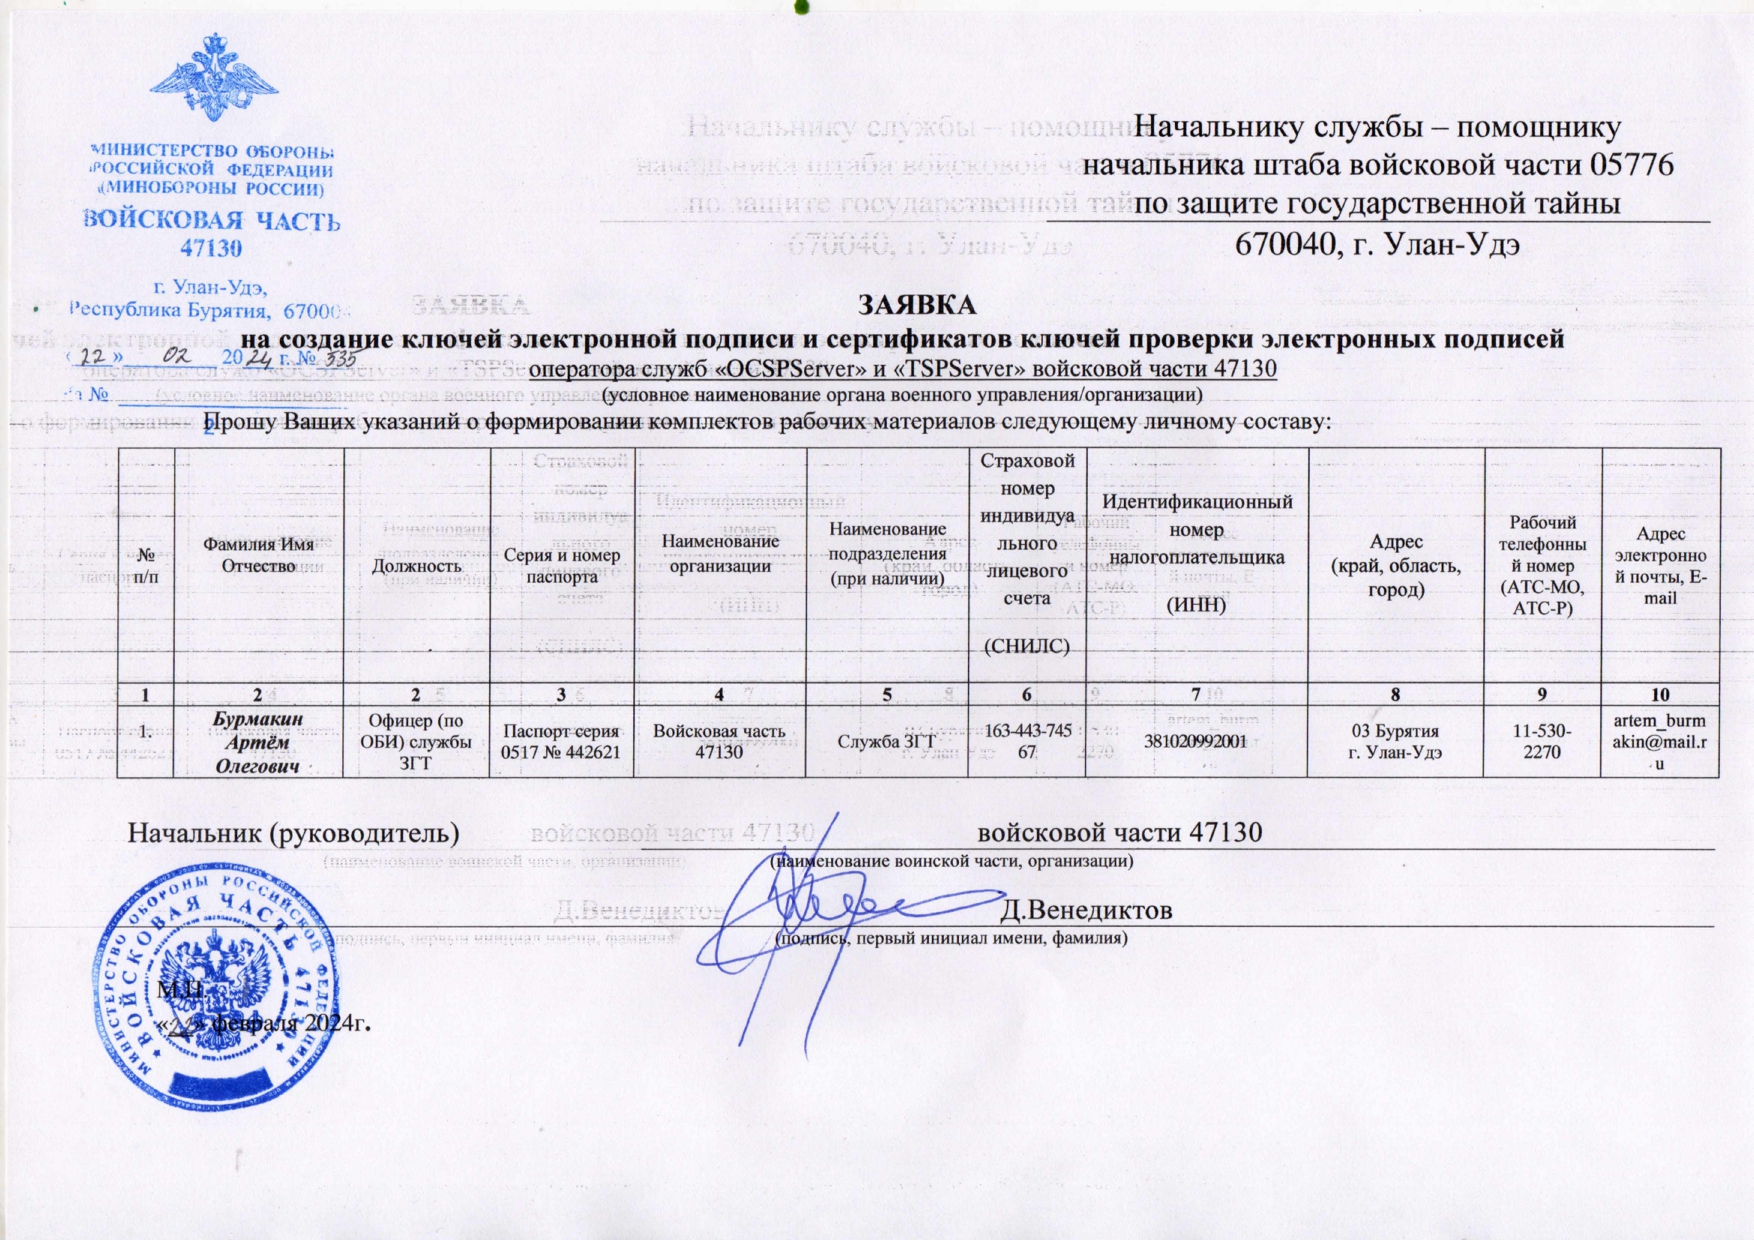 МИНИСТЕРСТВО ОБОРОНЫ
РОССИЙСКОЙ ФЕДЕРАЦИИ
(МИНОБОРОНЫ РОССИИ)
ВОЙСКОВАЯ ЧАСТЬ
47130
г. Улан-Удэ,
Республика Бурятия, 67000
«22» 02 2024 г. № 535
№
Начальнику службы – помощнику
начальника штаба войсковой части 05776
по защите государственной тайны
670040, г. Улан-Удэ
ЗАЯВКА
на создание ключей электронной подписи и сертификатов ключей проверки электронных подписей
оператора служб «OCSPServer» и «TSPServer» войсковой части 47130
(условное наименование органа военного управления/организации)
Прошу Ваших указаний о формировании комплектов рабочих материалов следующему личному составу:
№
п/п
Фамилия Имя
Отчество
Должность
Серия и номер
паспорта
Наименование
организации
Наименование
подразделения
(при наличии)
Страховой
номер
индивидуа
льного
лицевого
счета
(СНИЛС)
Идентификационный
номер
налогоплательщика
(ИНН)
Адрес
(край, область,
город)
Рабочий
телефонны
й номер
(АТС-МО,
АТС-Р)
Адрес
электронно
й почты, E-
mail
1 2 2 3 4 5 6 7 8 9 10
1.
Бурмакин
Артём
Олегович
Офицер (по
ОБИ) службы
ЗГТ
Паспорт серия
0517 № 442621
Войсковая часть
47130
Служба ЗГТ
163-443-745
67
381020992001
03 Бурятия
г. Улан-Удэ
11-530-
2270
artem_burm
akin@mail.r
u
Начальник (руководитель) войсковой части 47130
(наименование воинской части, организации)
Д.Венедиктов
(подпись, первый инициал имени, фамилия)
МИНИСТЕРСТВО ОБОРОНЫ РОССИЙСКОЙ ФЕДЕРАЦИИ
ВОЙСКОВАЯ ЧАСТЬ 47130
М.П.
«22» февраля 2024г.